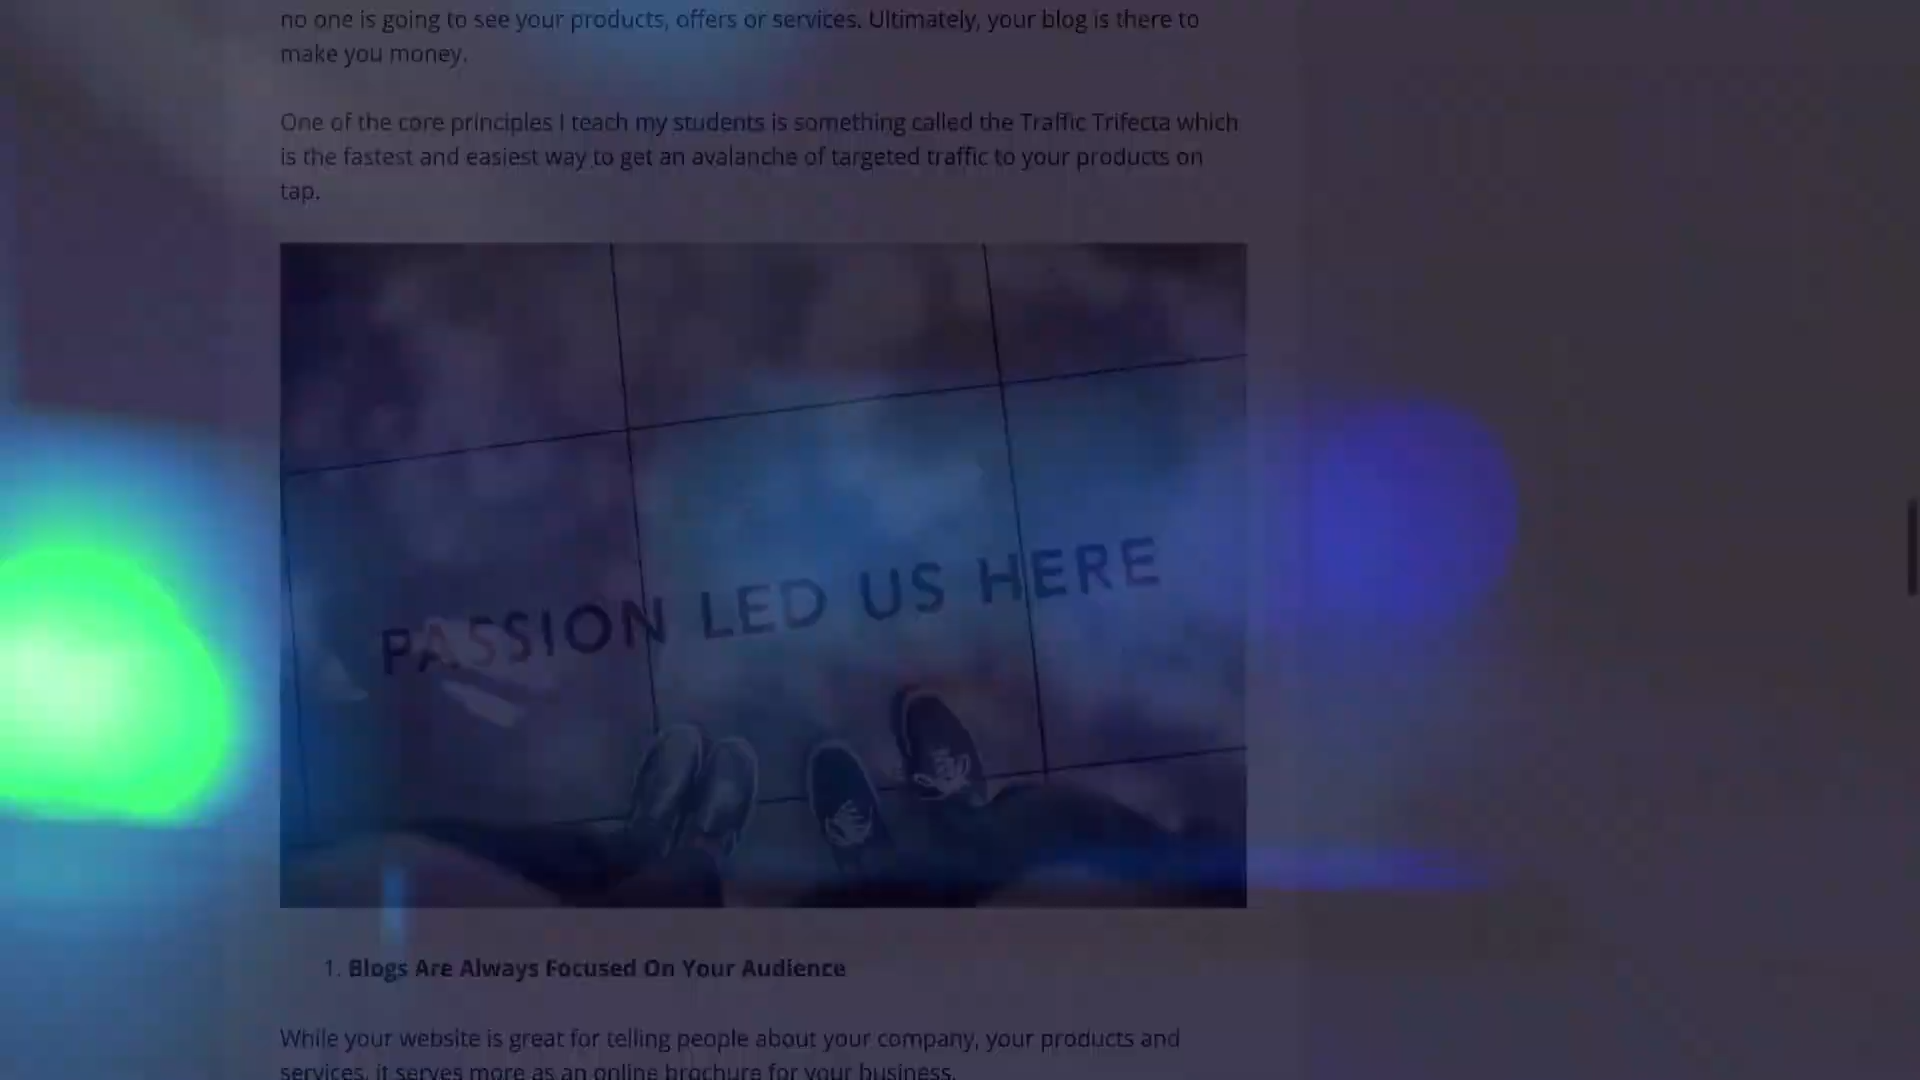 no one is going to see your products, offers or services. Ultimately, your blog is there to
make you money.
One of the core principles I teach my students is something called the Traffic Trifecta which
is the fastest and easiest way to get an avalanche of targeted traffic to your products on
tap.
PASSION LED US HERE
1. Blogs Are Always Focused On Your Audience
While your website is great for telling people about your company, your products and
services, it serves more as an online brochure for your business.